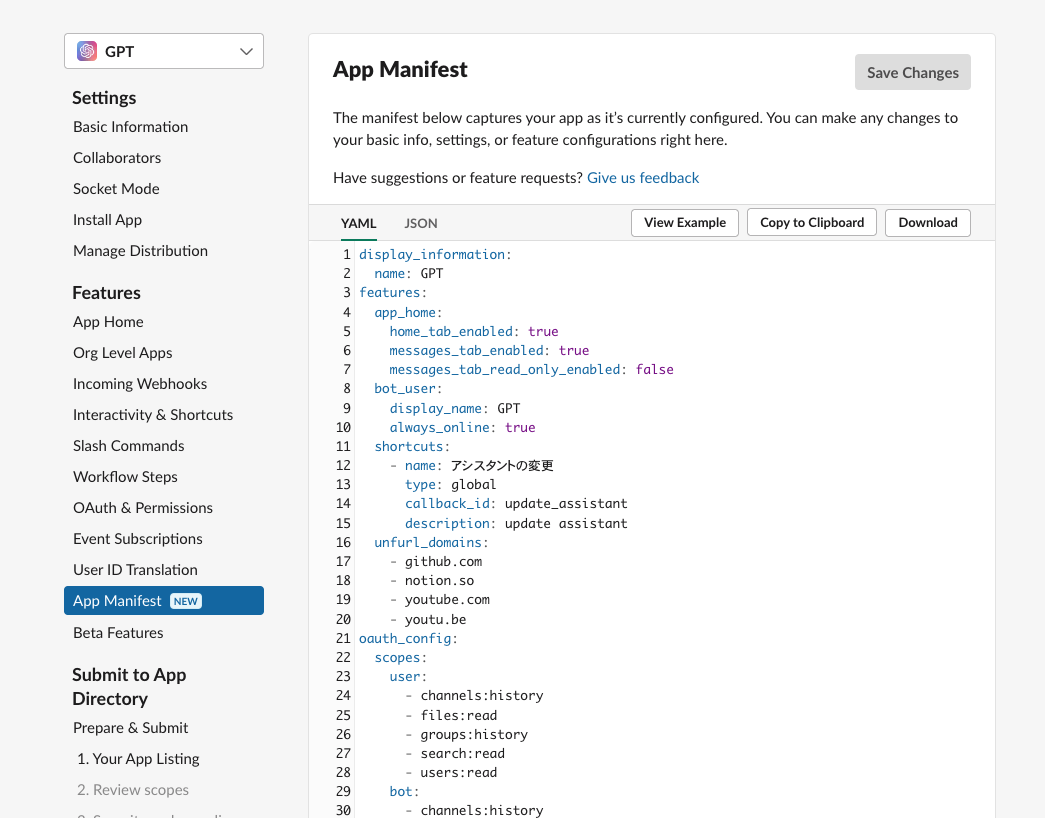 GPT
Settings
Basic Information
Collaborators
Socket Mode
Install App
Manage Distribution
Features
App Home
Org Level Apps
Incoming Webhooks
Interactivity & Shortcuts
Slash Commands
Workflow Steps
OAuth & Permissions
Event Subscriptions
User ID Translation
App Manifest NEW
Beta Features
Submit to App
Directory
Prepare & Submit
1. Your App Listing
2. Review scopes
App Manifest
Save Changes
The manifest below captures your app as it's currently configured. You can make any changes to
your basic info, settings, or feature configurations right here.
Have suggestions or feature requests? Give us feedback
YAML JSON View Example Copy to Clipboard Download
1 display_information:
2 name: GPT
3 features:
4 app_home:
5 home_tab_enabled: true
6 messages_tab_enabled: true
7 messages_tab_read_only_enabled: false
8 bot_user:
9 display_name: GPT
10 always_online: true
11 shortcuts:
12 - name: アシスタントの変更
13 type: global
14 callback_id: update_assistant
15 description: update assistant
16 unfurl_domains:
17 - github.com
18 - notion.so
19 - youtube.com
20 - youtu.be
21 oauth_config:
22 scopes:
23 user:
24 - channels:history
25 - files:read
26 - groups:history
27 - search:read
28 - users:read
29 bot:
30 - channels:history